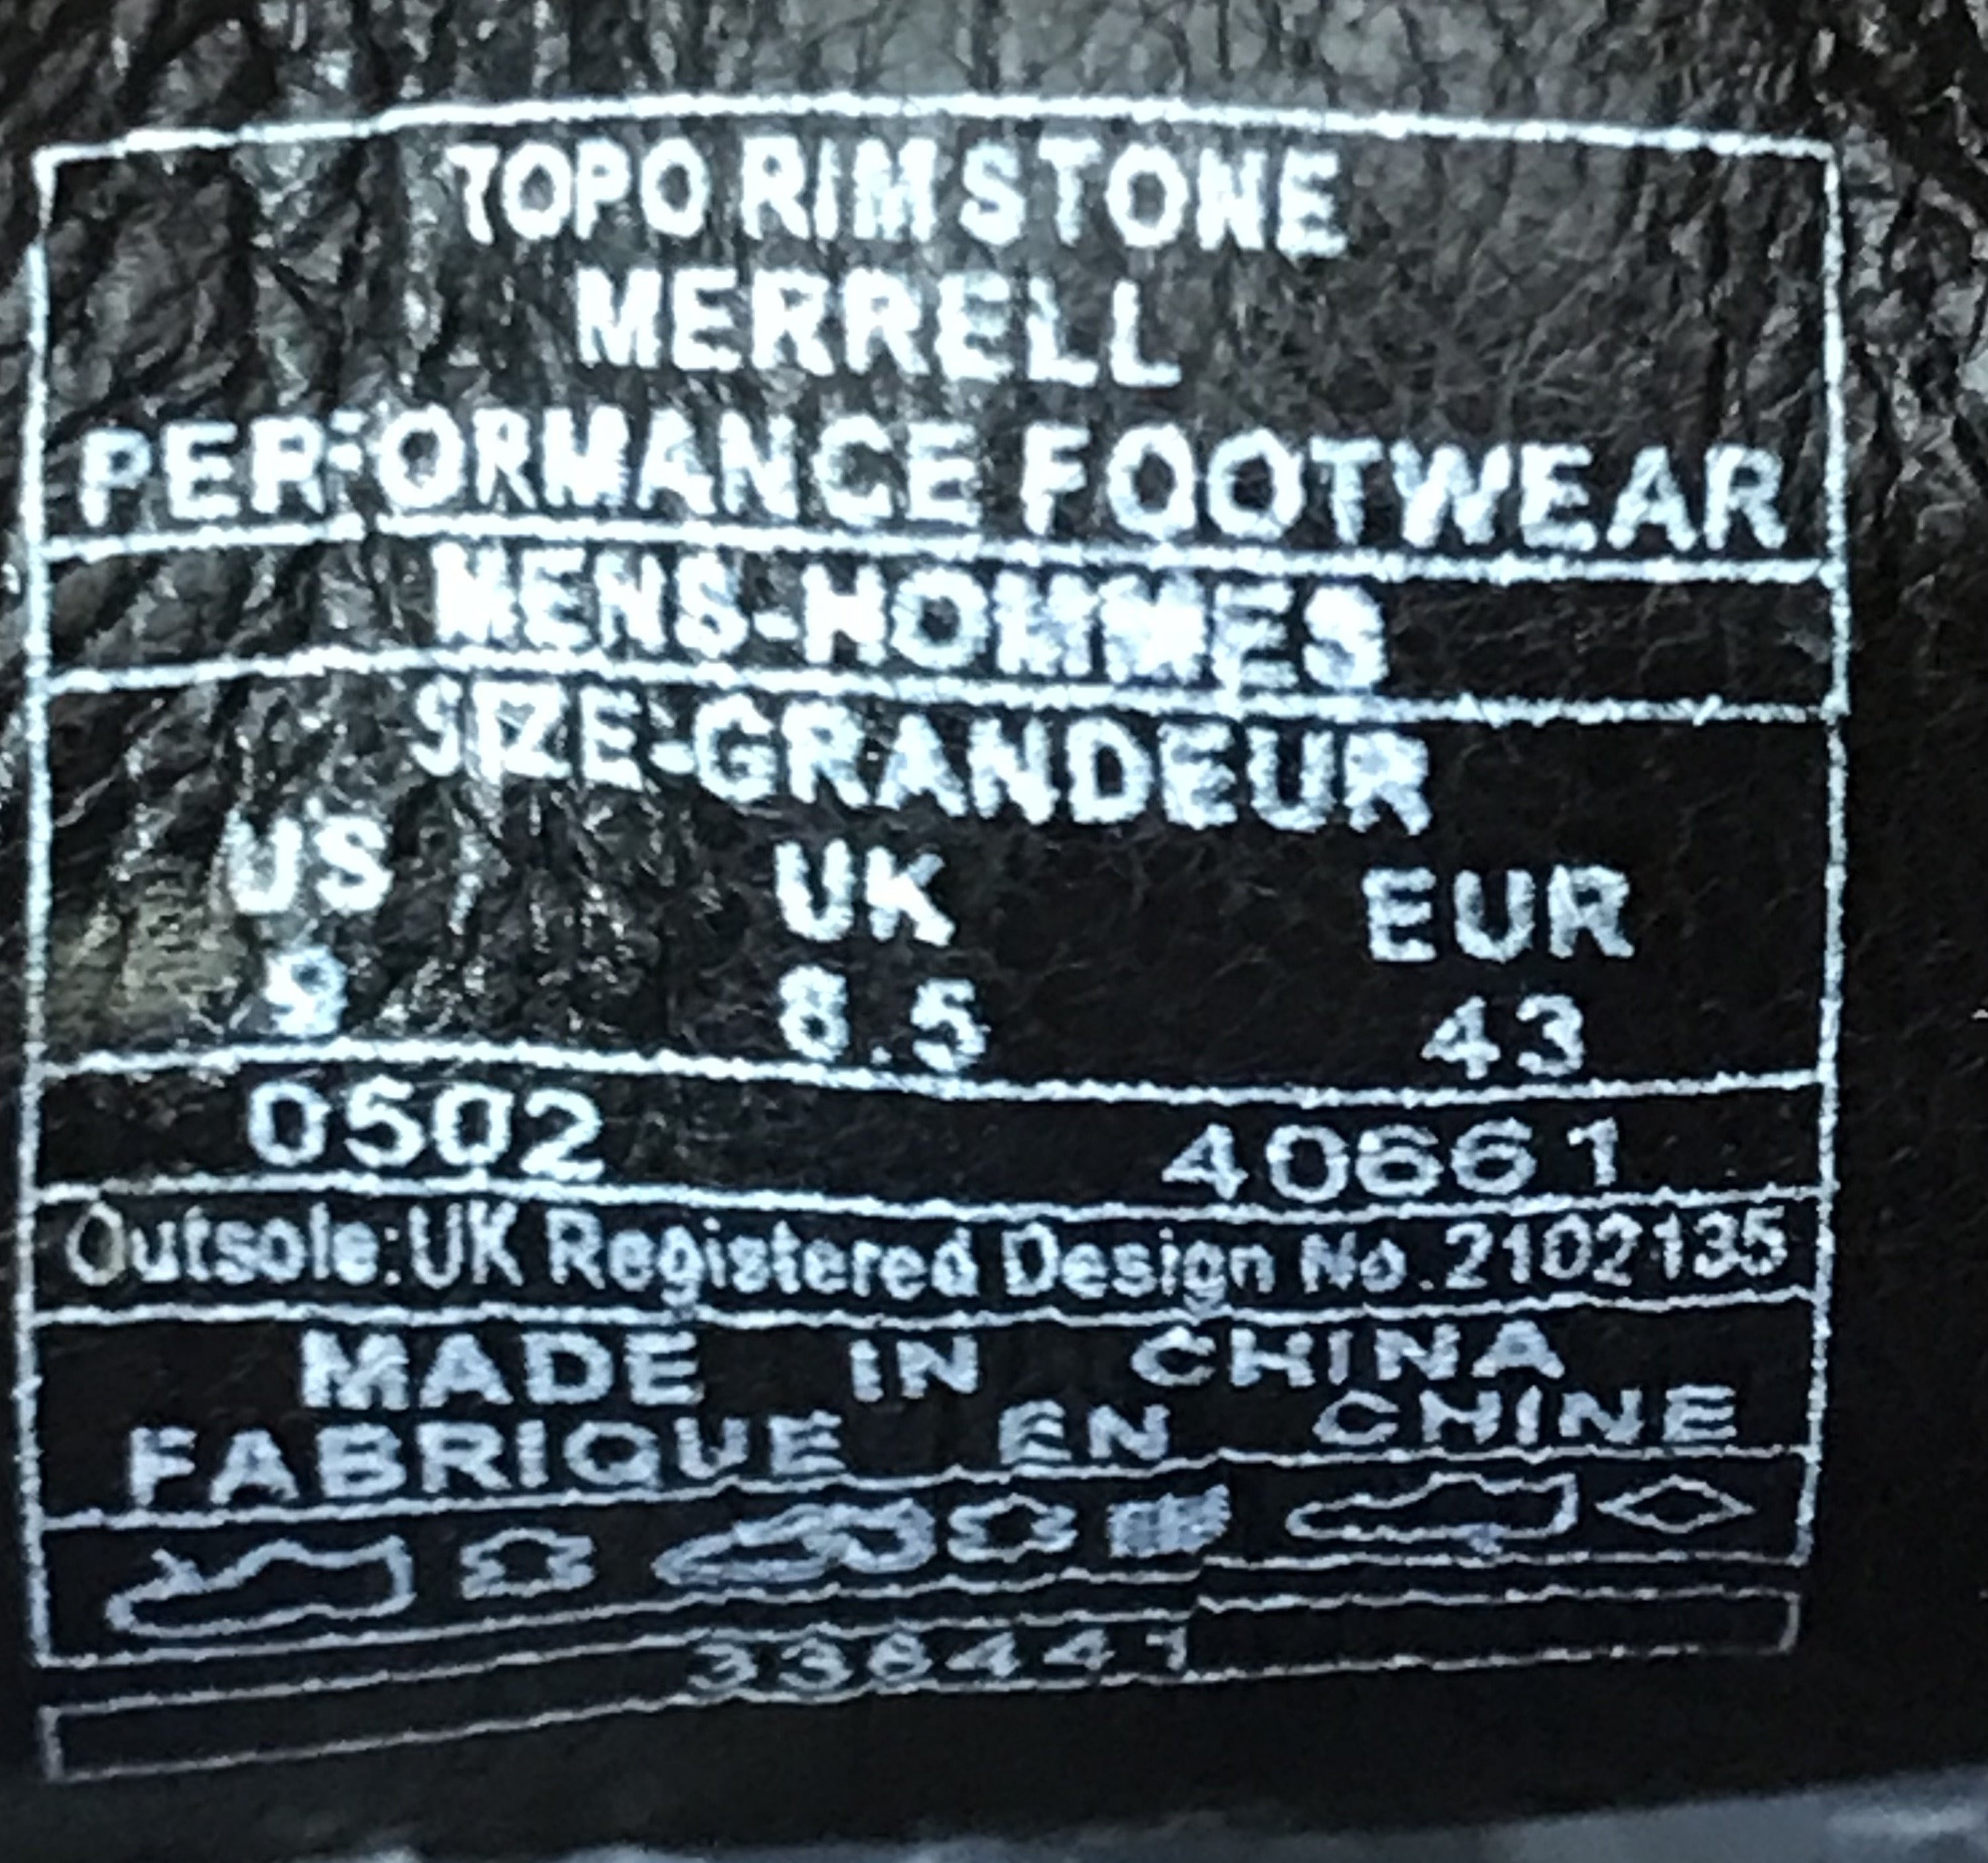 TOPO RIMSTONE
MERRELL
PERFORMANCE FOOTWEAR
MENS-HOMMES
SIZE-GRANDEUR
US UK EUR
9 8.5 43
0502 40661
Outsole:UK Registered Design No.2102135
MADE IN CHINA
FABRIQUE EN CHINE
338441